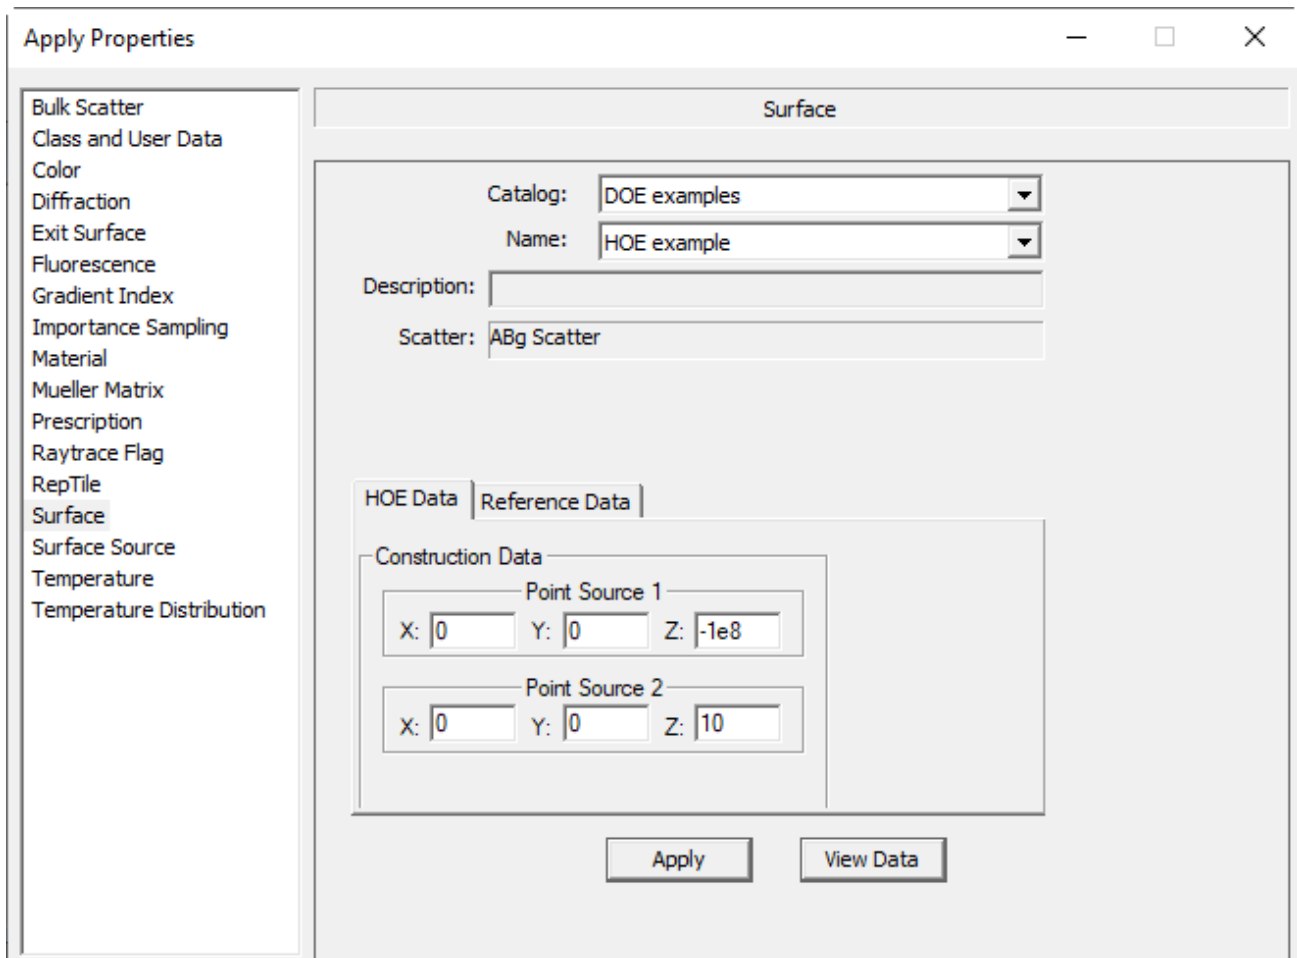 Apply Properties
Bulk Scatter
Class and User Data
Color
Diffraction
Exit Surface
Fluorescence
Gradient Index
Importance Sampling
Material
Mueller Matrix
Prescription
Raytrace Flag
RepTile
Surface
Surface Source
Temperature
Temperature Distribution
Surface
Catalog: DOE examples
Name: HOE example
Description:
Scatter: ABg Scatter
HOE Data Reference Data
Construction Data
Point Source 1
X: 0 Y: 0 Z: -1e8
Point Source 2
X: 0 Y: 0 Z: 10
Apply View Data